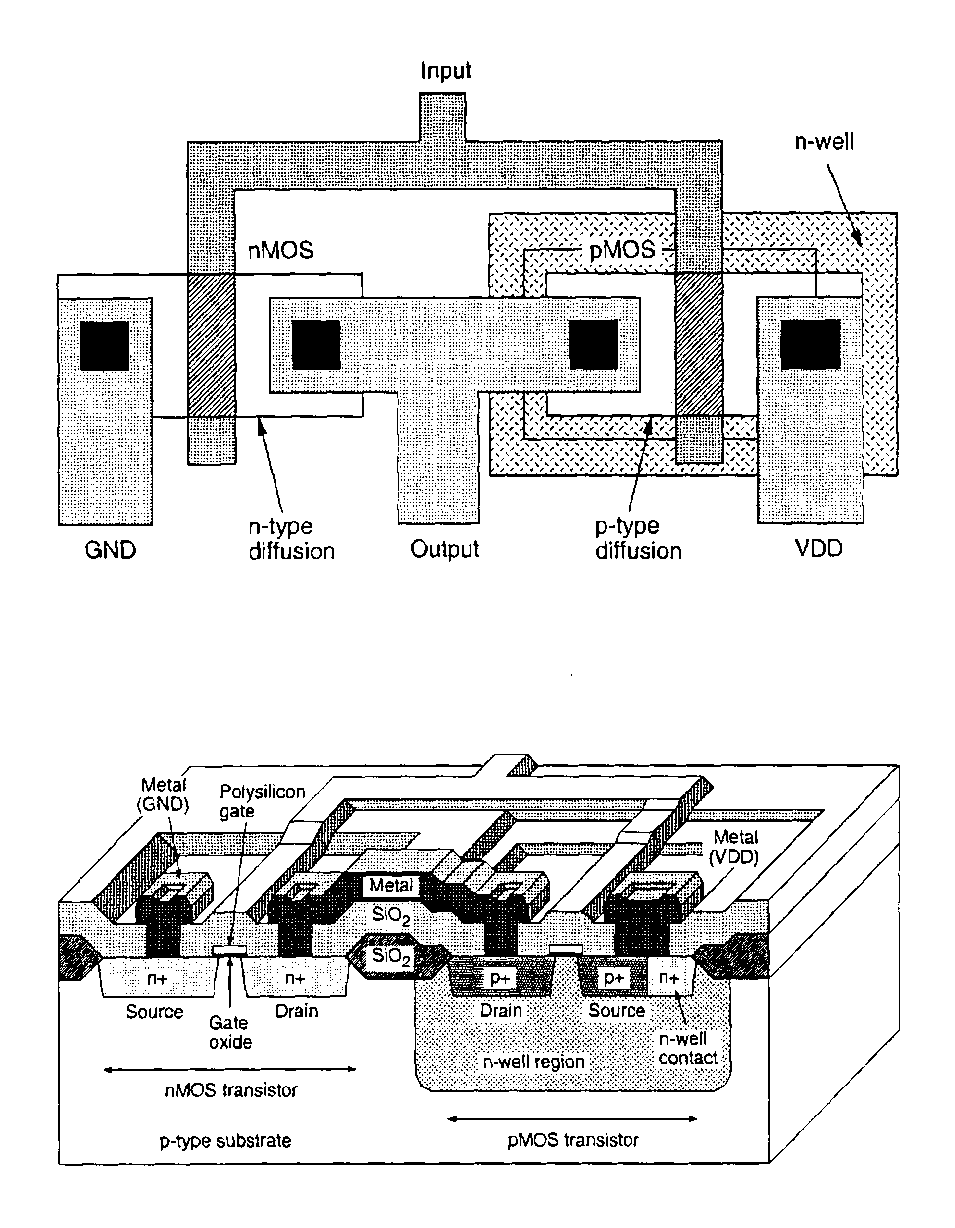 Input
n-well
nMOS
pMOS
n-type
diffusion
p-type
diffusion
GND
Output
VDD
Metal
(GND)
Polysilicon
gate
Metal
(VDD)
Metal
SiO2
SiO2
n+
n+
p+
p+
n+
Source
Gate
oxide
Drain
Drain
Source
n-well
contact
n-well region
nMOS transistor
p-type substrate
pMOS transistor